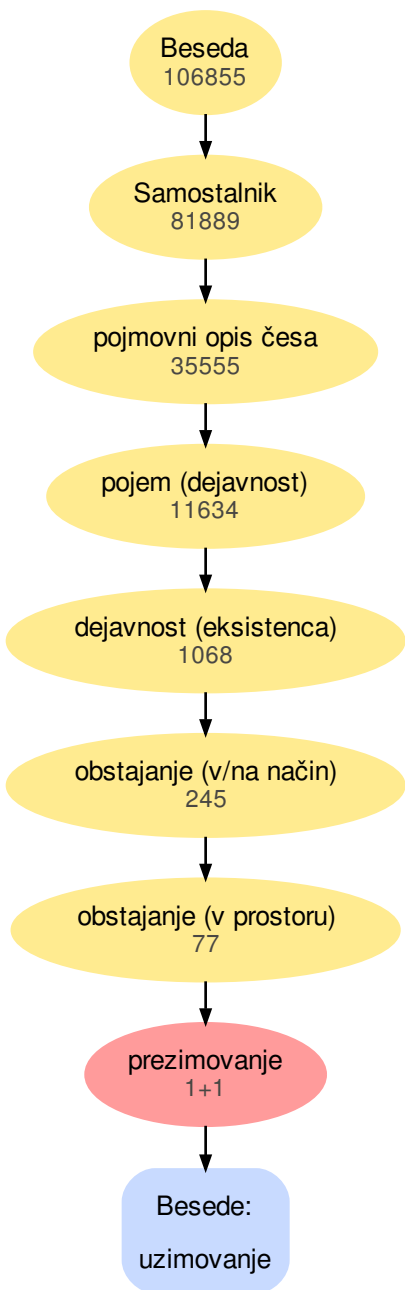 Beseda
106855
Samostalnik
81889
pojmovni opis česa
35555
pojem (dejavnost)
11634
dejavnost (eksistenca)
1068
obstajanje (v/na način)
245
obstajanje (v prostoru)
77
prezimovanje
1+1
Besede:
uzimovanje